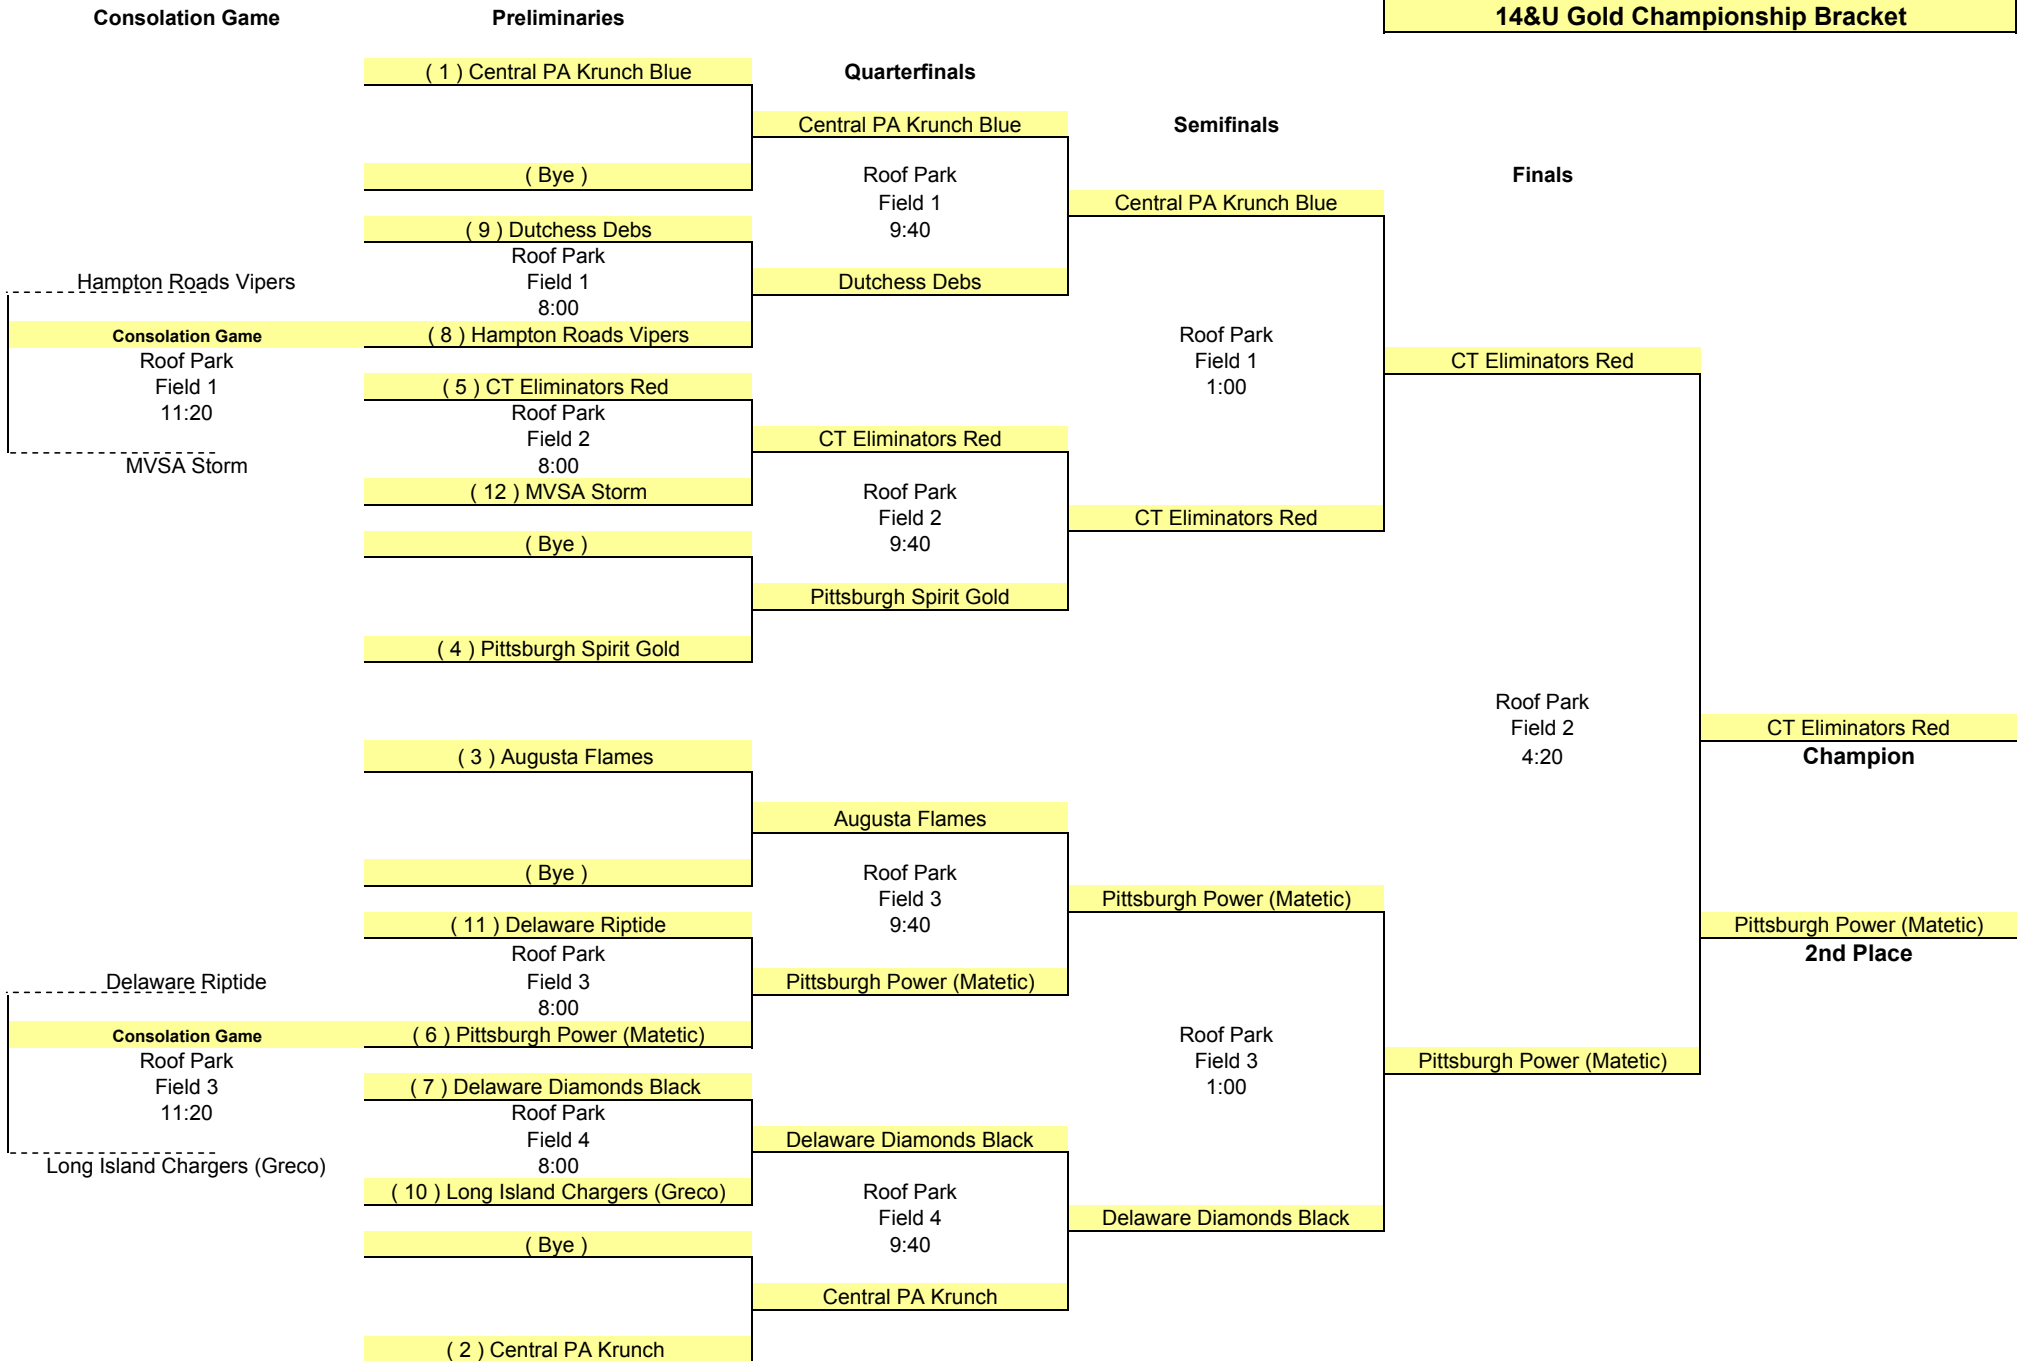 Consolation Game
Preliminaries
14&U Gold Championship Bracket
( 1 ) Central PA Krunch Blue
Quarterfinals
Central PA Krunch Blue
Semifinals
( Bye )
Roof Park
Finals
Field 1
Central PA Krunch Blue
( 9 ) Dutchess Debs
9:40
Roof Park
Hampton Roads Vipers
Field 1
Dutchess Debs
8:00
Consolation Game
( 8 ) Hampton Roads Vipers
Roof Park
Roof Park
Field 1
CT Eliminators Red
Field 1
( 5 ) CT Eliminators Red
1:00
11:20
Roof Park
Field 2
CT Eliminators Red
MVSA Storm
8:00
( 12 ) MVSA Storm
Roof Park
Field 2
CT Eliminators Red
( Bye )
9:40
Pittsburgh Spirit Gold
( 4 ) Pittsburgh Spirit Gold
Roof Park
Field 2
CT Eliminators Red
( 3 ) Augusta Flames
4:20
Champion
Augusta Flames
( Bye )
Roof Park
Field 3
Pittsburgh Power (Matetic)
( 11 ) Delaware Riptide
9:40
Pittsburgh Power (Matetic)
Roof Park
2nd Place
Delaware Riptide
Field 3
Pittsburgh Power (Matetic)
8:00
Consolation Game
( 6 ) Pittsburgh Power (Matetic)
Roof Park
Roof Park
Field 3
Pittsburgh Power (Matetic)
Field 3
( 7 ) Delaware Diamonds Black
1:00
11:20
Roof Park
Field 4
Delaware Diamonds Black
Long Island Chargers (Greco)
8:00
( 10 ) Long Island Chargers (Greco)
Roof Park
Field 4
Delaware Diamonds Black
( Bye )
9:40
Central PA Krunch
( 2 ) Central PA Krunch